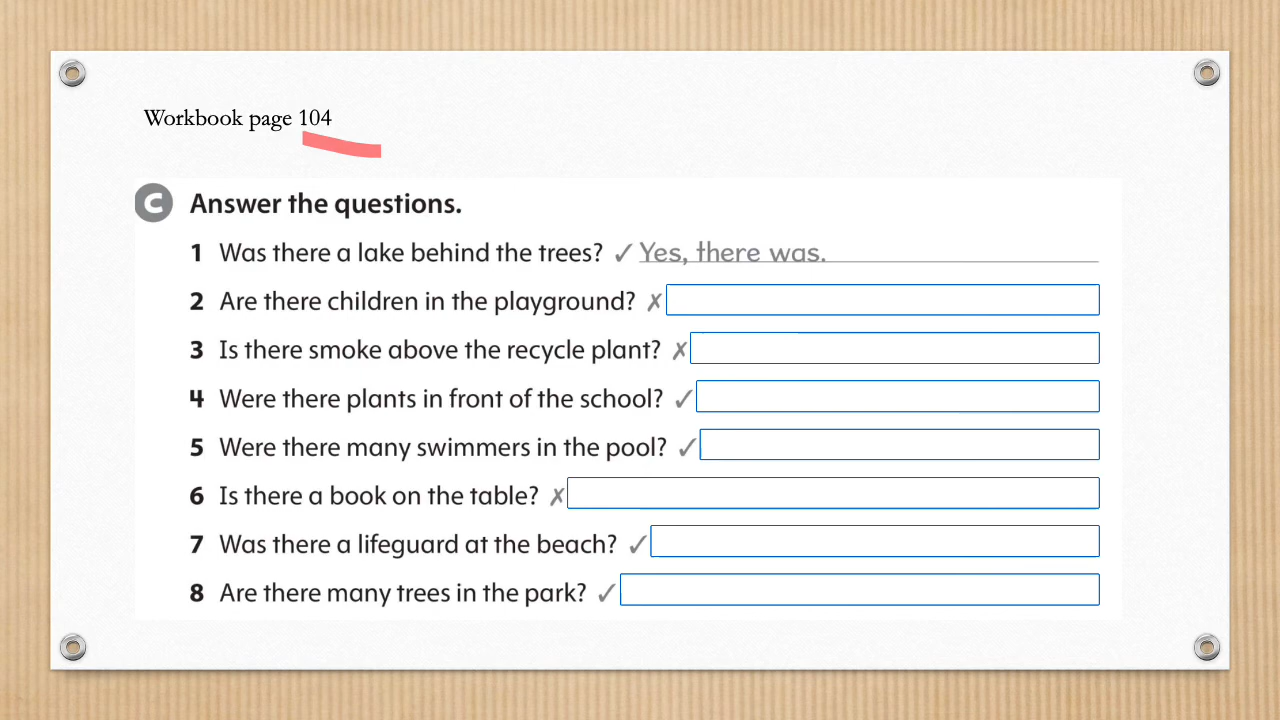 Workbook page 104
C Answer the questions.
1 Was there a lake behind the trees? ✓ Yes, there was.
2 Are there children in the playground? ✗
3 Is there smoke above the recycle plant? ✗
4 Were there plants in front of the school? ✓
5 Were there many swimmers in the pool? ✓
6 Is there a book on the table? ✗
7 Was there a lifeguard at the beach? ✓
8 Are there many trees in the park? ✓